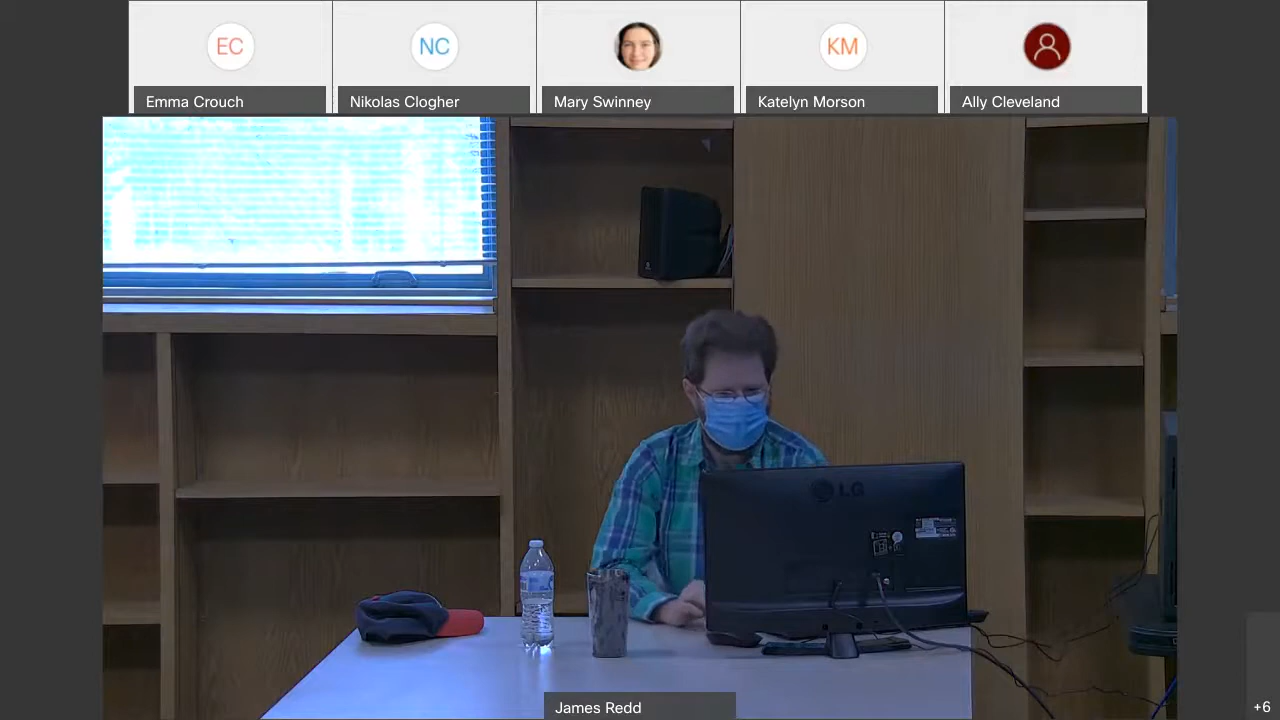 EC
NC
KM
Emma Crouch
Nikolas Clogher
Mary Swinney
Katelyn Morson
Ally Cleveland
LG
James Redd
+6